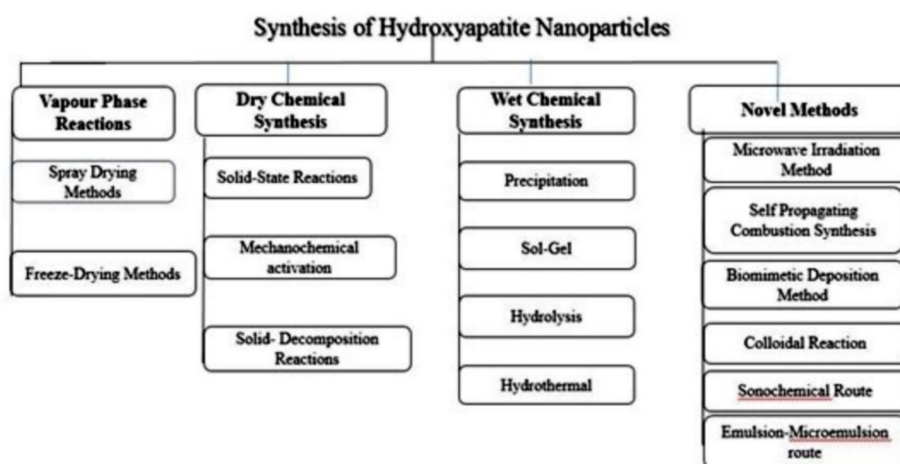 Synthesis of Hydroxyapatite Nanoparticles
Vapour Phase
Reactions
Spray Drying
Methods
Freeze-Drying Methods
Dry Chemical
Synthesis
Solid-State Reactions
Mechanochemical
activation
Solid- Decomposition
Reactions
Wet Chemical
Synthesis
Precipitation
Sol-Gel
Hydrolysis
Hydrothermal
Novel Methods
Microwave Irradiation
Method
Self Propagating
Combustion Synthesis
Biomimetic Deposition
Method
Colloidal Reaction
Sonochemical Route
Emulsion-Microemulsion
route